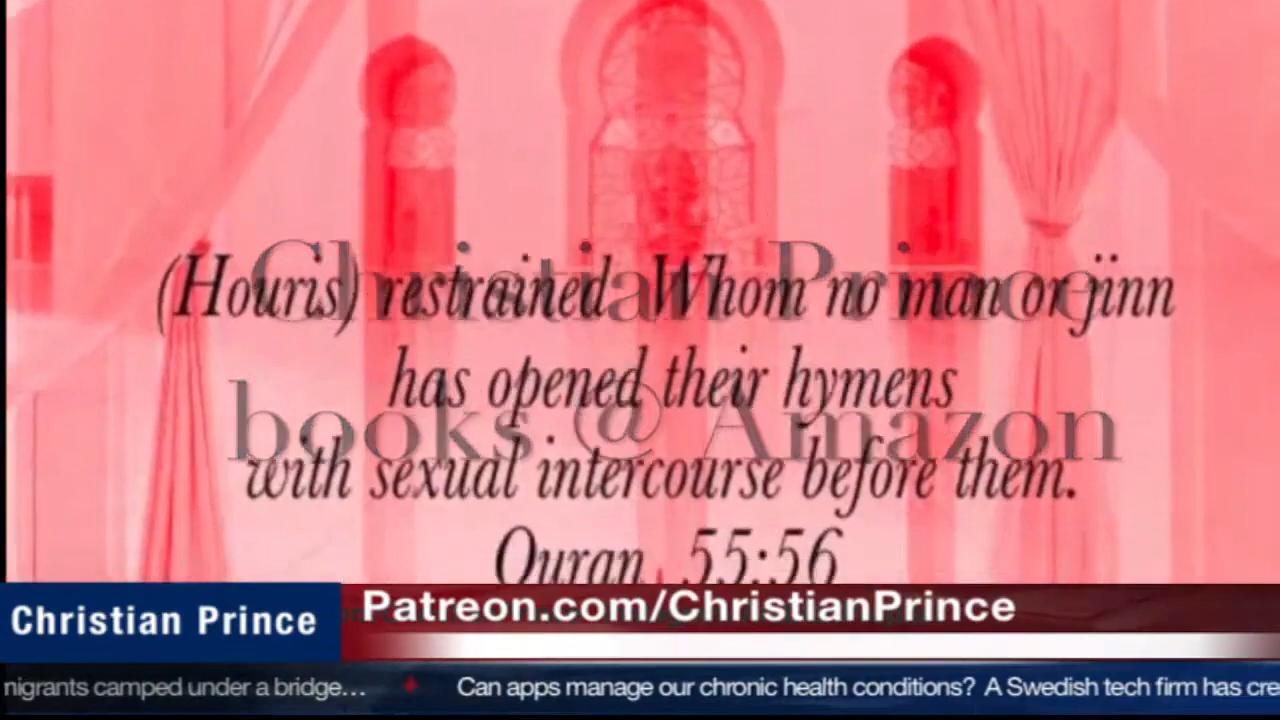 Christian Prince
books @ Amazon
(Houris) restrained Whom no man or jinn
has opened their hymens
with sexual intercourse before them.
Quran 55:56
Christian Prince
Patreon.com/ChristianPrince
nigrants camped under a bridge… Can apps manage our chronic health conditions? A Swedish tech firm has cre